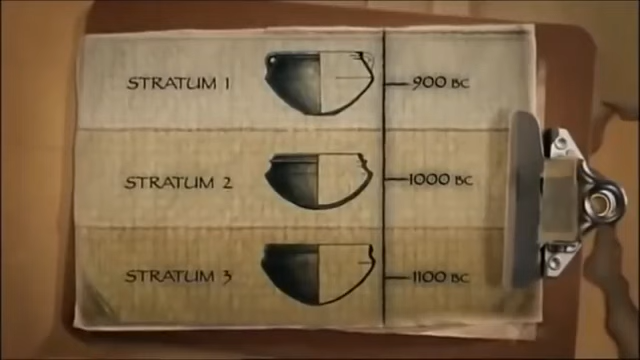 STRATUM 1 900 BC
STRATUM 2 1000 BC
STRATUM 3 1100 BC